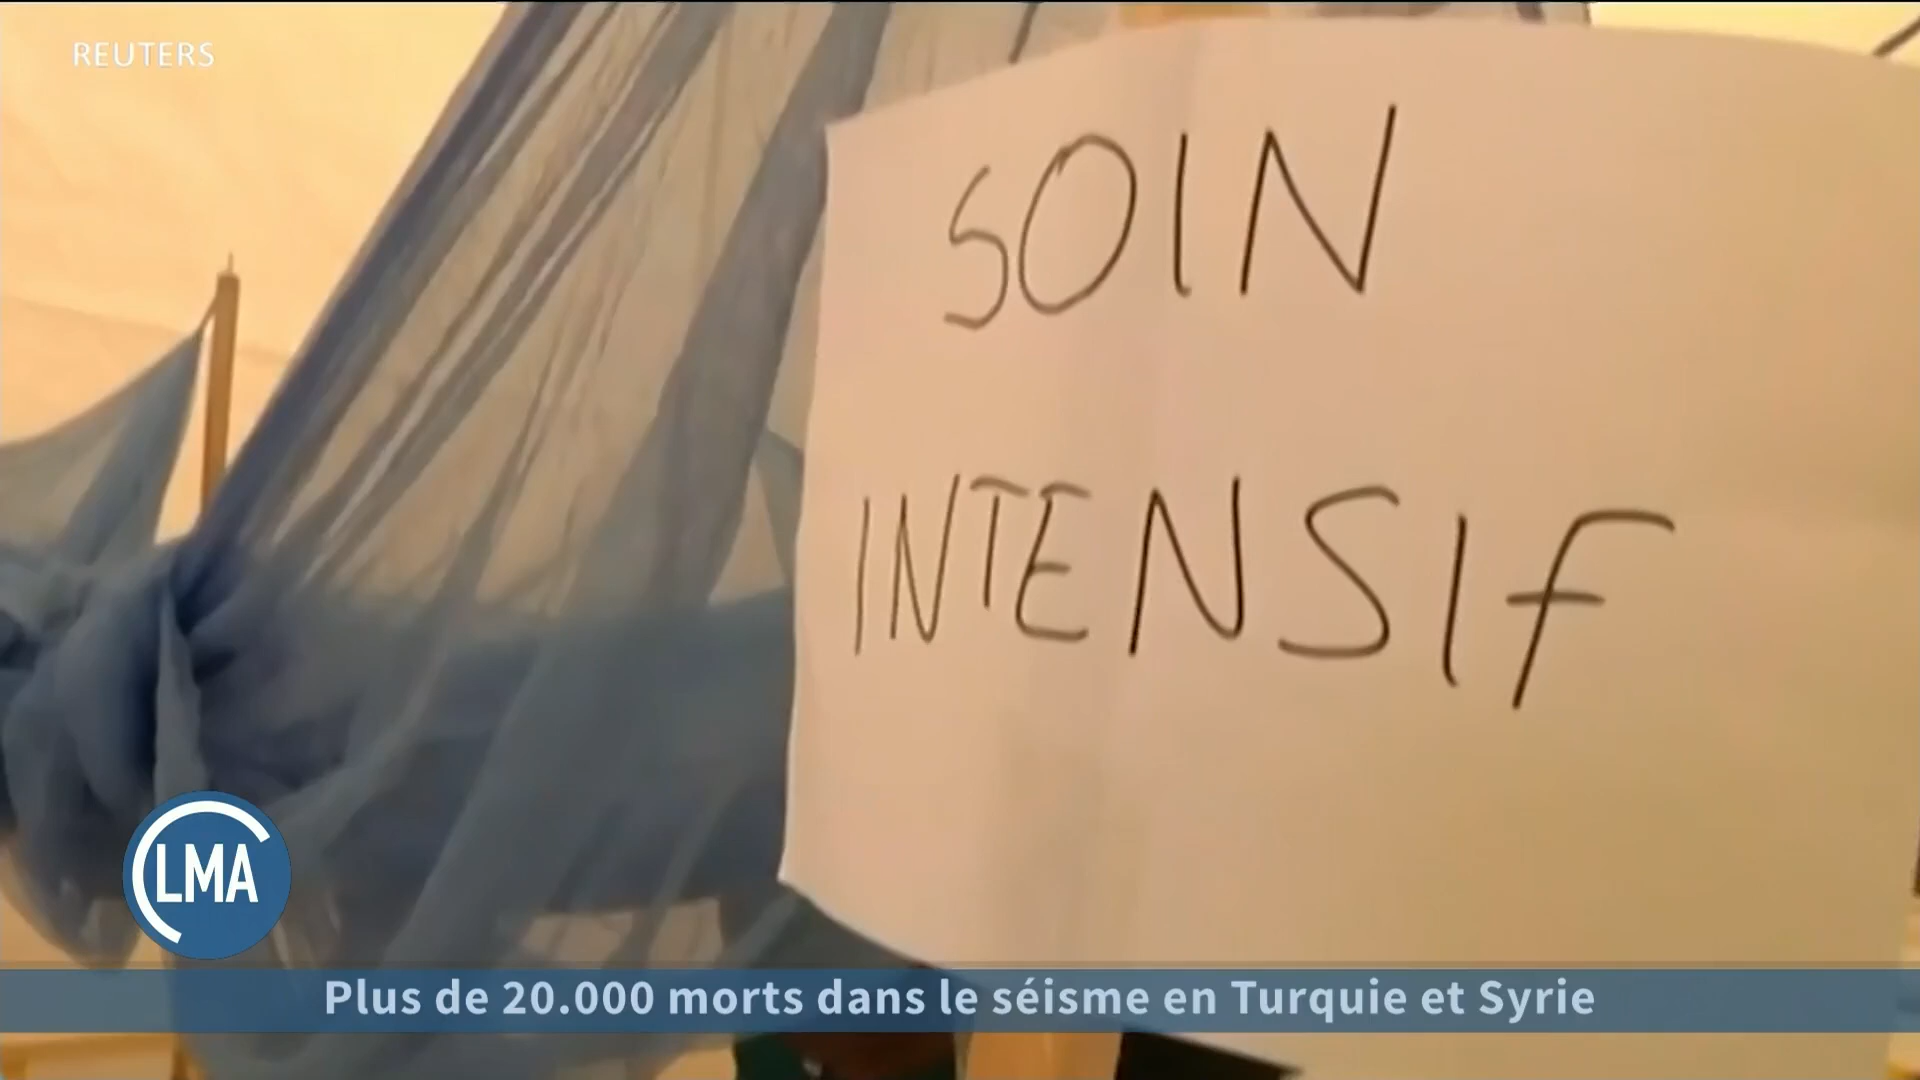 REUTERS
SOIN
INTENSIF
LMA
Plus de 20.000 morts dans le séisme en Turquie et Syrie